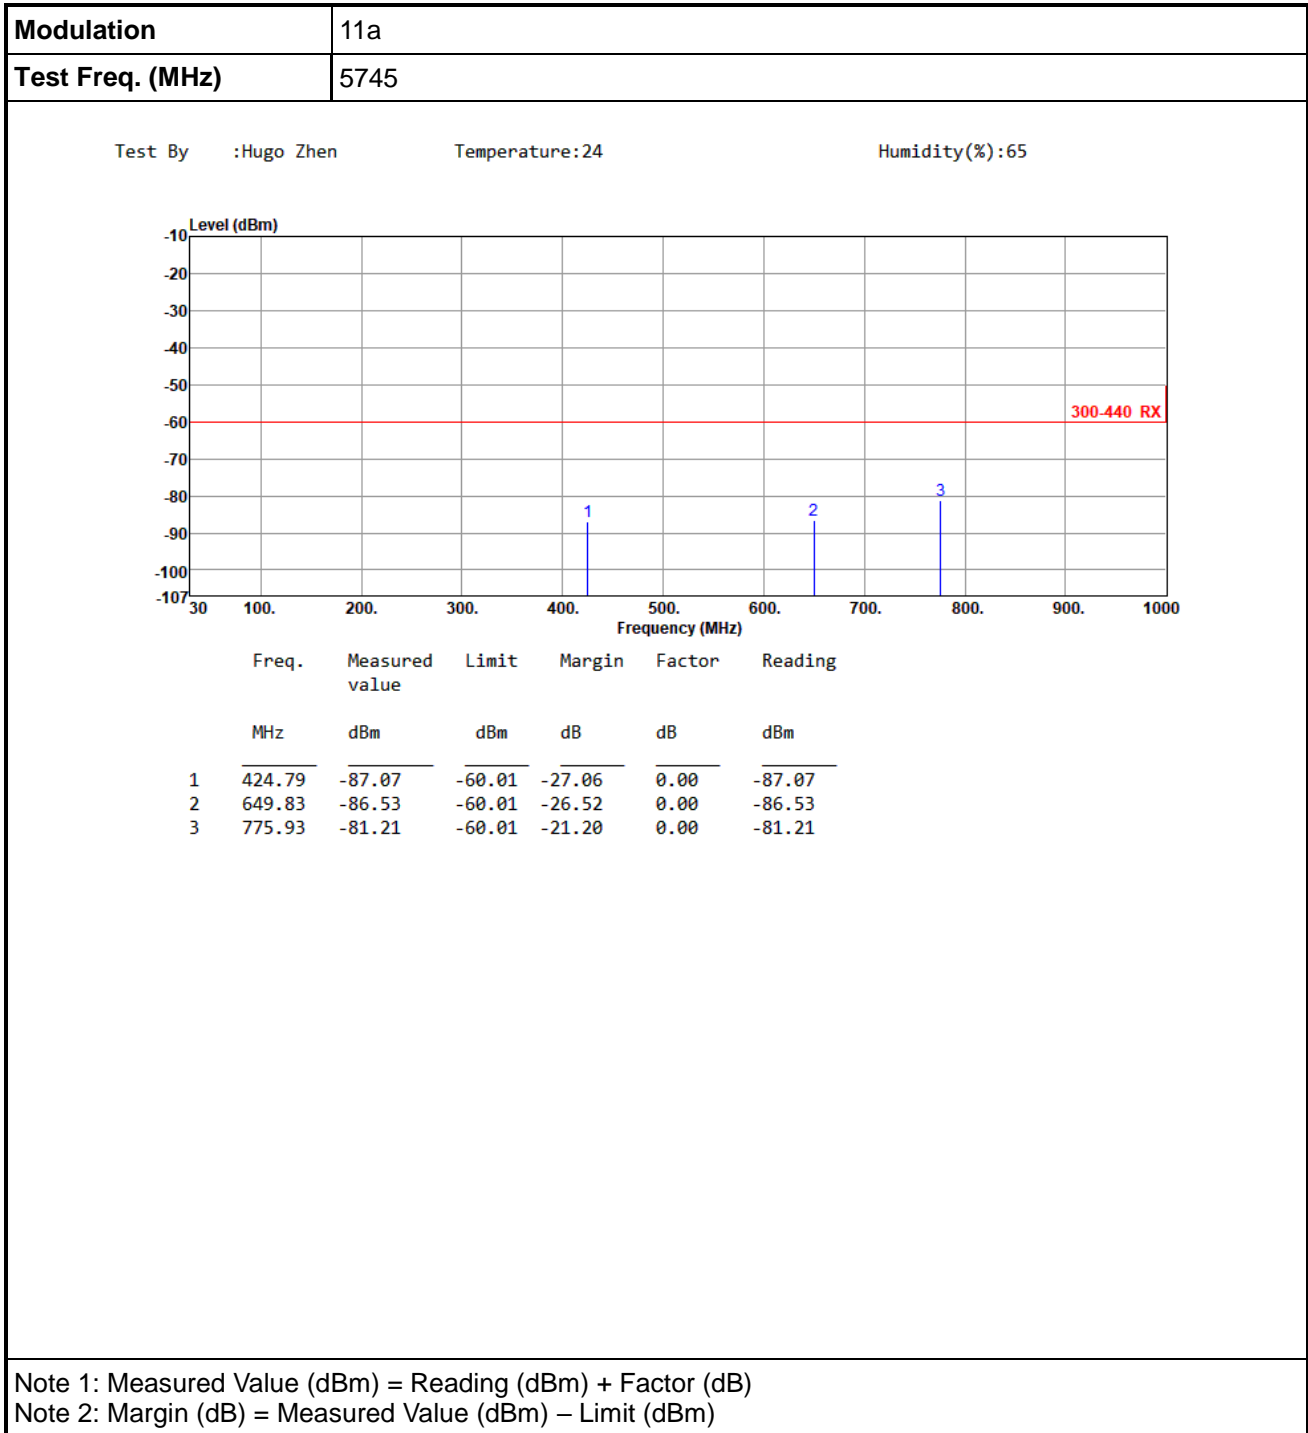 Modulation 11a
Test Freq. (MHz) 5745
Test By :Hugo Zhen Temperature:24 Humidity(%):65
Level (dBm)
-10
-20
-30
-40
-50
300-440 RX
-60
-70
-80
3
1
2
-90
-100
-107
30 100. 200. 300. 400. 500. 600. 700. 800. 900. 1000
Frequency (MHz)
Freq. Measured Limit Margin Factor Reading
value
MHz dBm dBm dB dB dBm
1 424.79 -87.07 -60.01 -27.06 0.00 -87.07
2 649.83 -86.53 -60.01 -26.52 0.00 -86.53
3 775.93 -81.21 -60.01 -21.20 0.00 -81.21
Note 1: Measured Value (dBm) = Reading (dBm) + Factor (dB)
Note 2: Margin (dB) = Measured Value (dBm) – Limit (dBm)